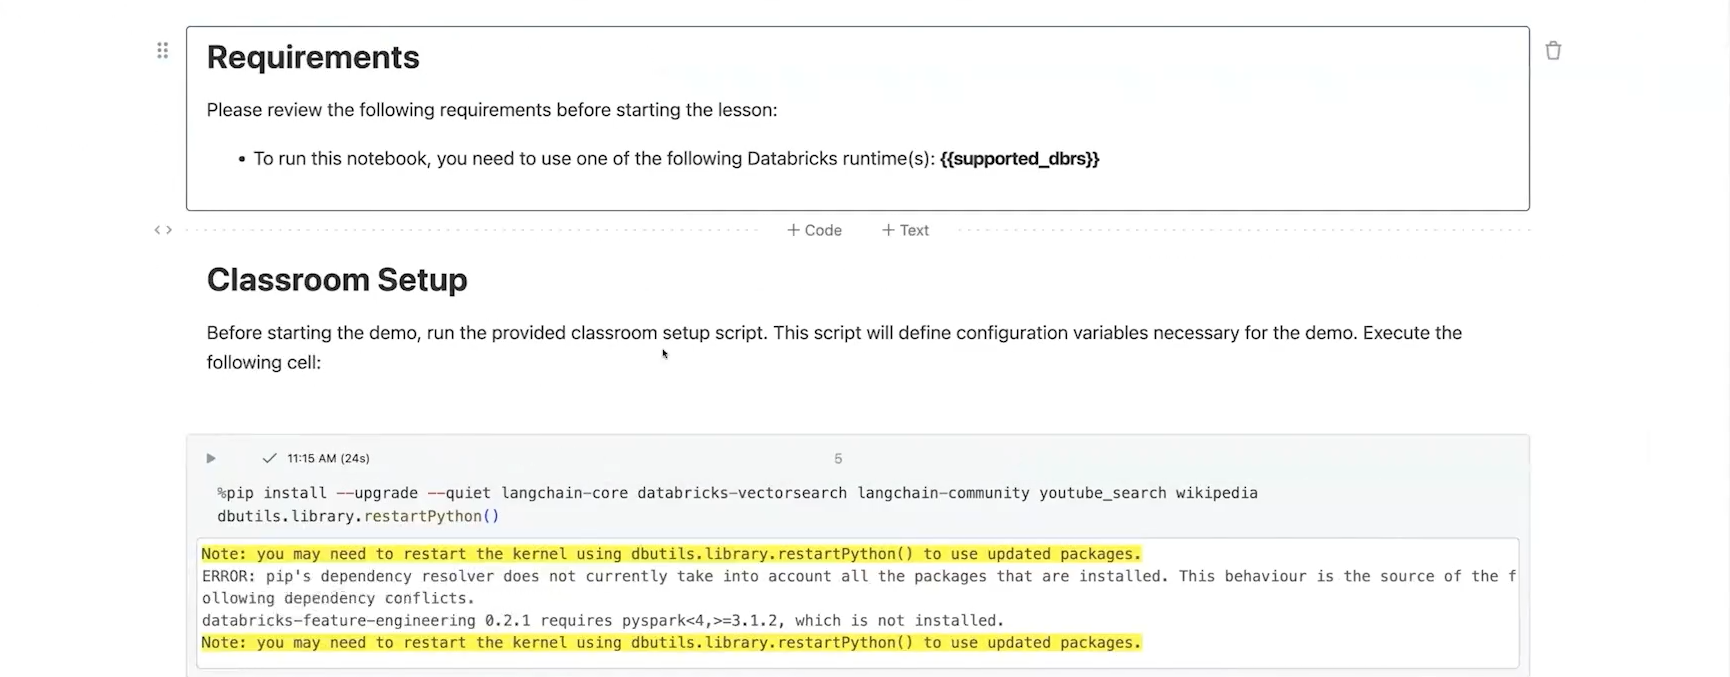 Requirements
Please review the following requirements before starting the lesson:
• To run this notebook, you need to use one of the following Databricks runtime(s): {{supported_dbrs}}
+ Code + Text
Classroom Setup
Before starting the demo, run the provided classroom setup script. This script will define configuration variables necessary for the demo. Execute the
following cell:
11:15 AM (24s) 5
%pip install --upgrade --quiet langchain-core databricks-vectorsearch langchain-community youtube_search wikipedia
dbutils.library.restartPython()
Note: you may need to restart the kernel using dbutils.library.restartPython() to use updated packages.
ERROR: pip's dependency resolver does not currently take into account all the packages that are installed. This behaviour is the source of the f
ollowing dependency conflicts.
databricks-feature-engineering 0.2.1 requires pyspark<4,>=3.1.2, which is not installed.
Note: you may need to restart the kernel using dbutils.library.restartPython() to use updated packages.